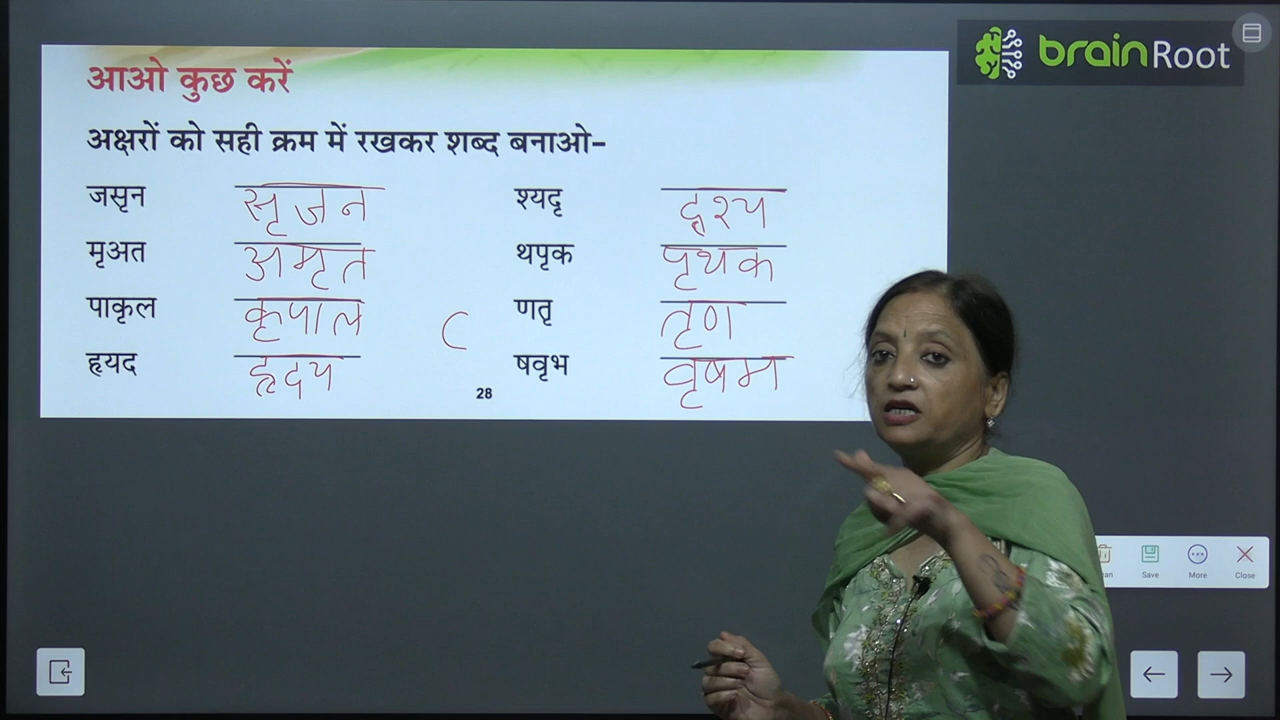 brainRoot
आओ कुछ करें
अक्षरों को सही क्रम में रखकर शब्द बनाओ–
जसृन सृजन श्यदृ दृश्य
मृअत अमृत थपृक पृथक
पाकृल कृपाल णतृ तृण
हृयद हृदय षवृभ वृषभ
28
Save More Close